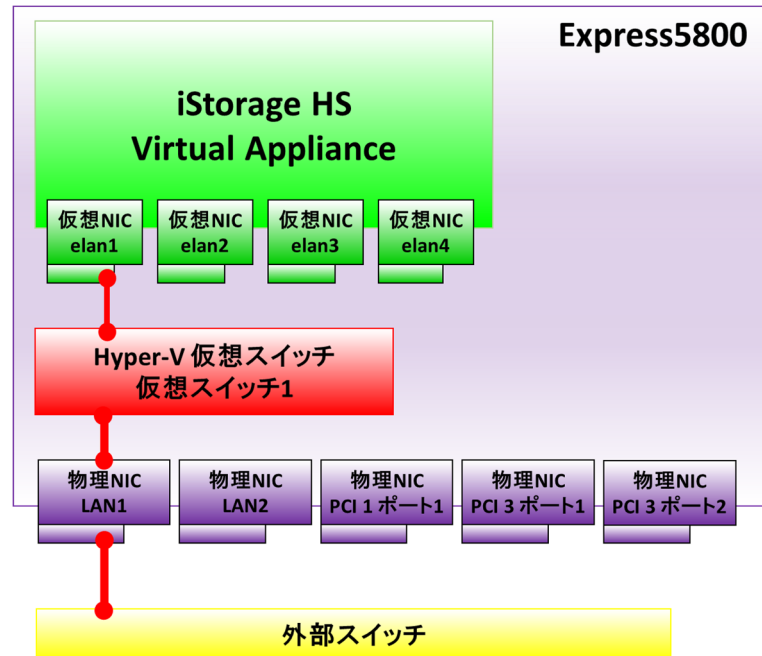 Express5800
iStorage HS
Virtual Appliance
仮想NIC
elan1
仮想NIC
elan2
仮想NIC
elan3
仮想NIC
elan4
Hyper-V 仮想スイッチ
仮想スイッチ1
物理NIC
LAN1
物理NIC
LAN2
物理NIC
PCI 1 ポート1
物理NIC
PCI 3 ポート1
物理NIC
PCI 3 ポート2
外部スイッチ